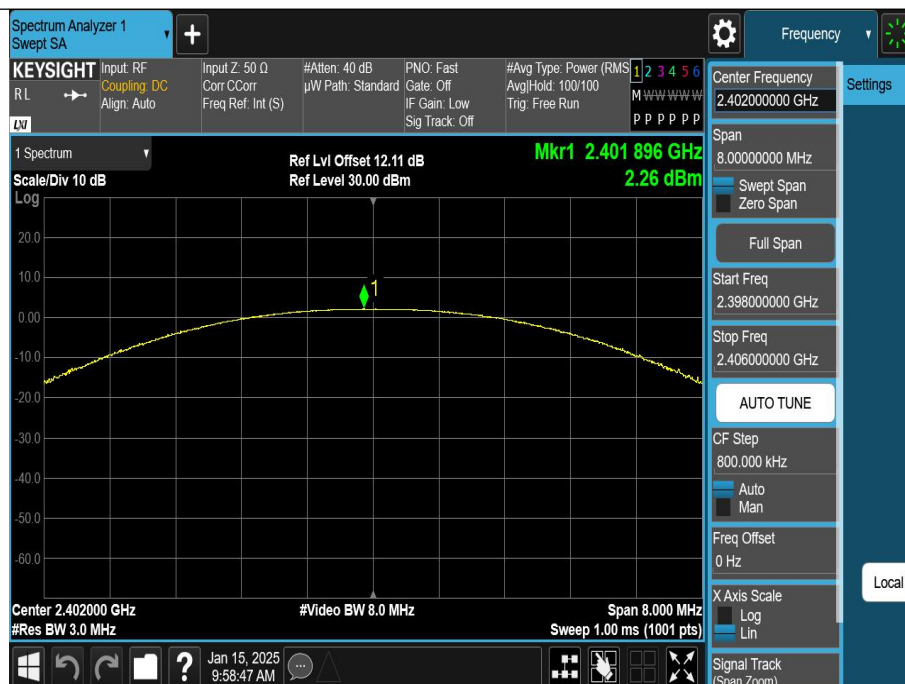 Spectrum Analyzer 1
Swept SA
Frequency
KEYSIGHT
RL
LXI
Input: RF
Coupling: DC
Align: Auto
Input Z: 50 Ω
Corr CCorr
Freq Ref: Int (S)
#Atten: 40 dB
µW Path: Standard
PNO: Fast
Gate: Off
IF Gain: Low
Sig Track: Off
#Avg Type: Power (RMS
Avg|Hold: 100/100
Trig: Free Run
1 2 3 4 5 6
M W W W W W
P P P P P P
1 Spectrum
Scale/Div 10 dB
Ref Lvl Offset 12.11 dB
Ref Level 30.00 dBm
Mkr1 2.401 896 GHz
2.26 dBm
Log
20.0
10.0
0.00
-10.0
-20.0
-30.0
-40.0
-50.0
-60.0
1
Center 2.402000 GHz
#Res BW 3.0 MHz
#Video BW 8.0 MHz
Span 8.000 MHz
Sweep 1.00 ms (1001 pts)
Center Frequency
2.402000000 GHz
Settings
Span
8.00000000 MHz
Swept Span
Zero Span
Full Span
Start Freq
2.398000000 GHz
Stop Freq
2.406000000 GHz
AUTO TUNE
CF Step
800.000 kHz
Auto
Man
Freq Offset
0 Hz
Local
X Axis Scale
Log
Lin
Signal Track
(Span Zoom)
?
Jan 15, 2025
9:58:47 AM